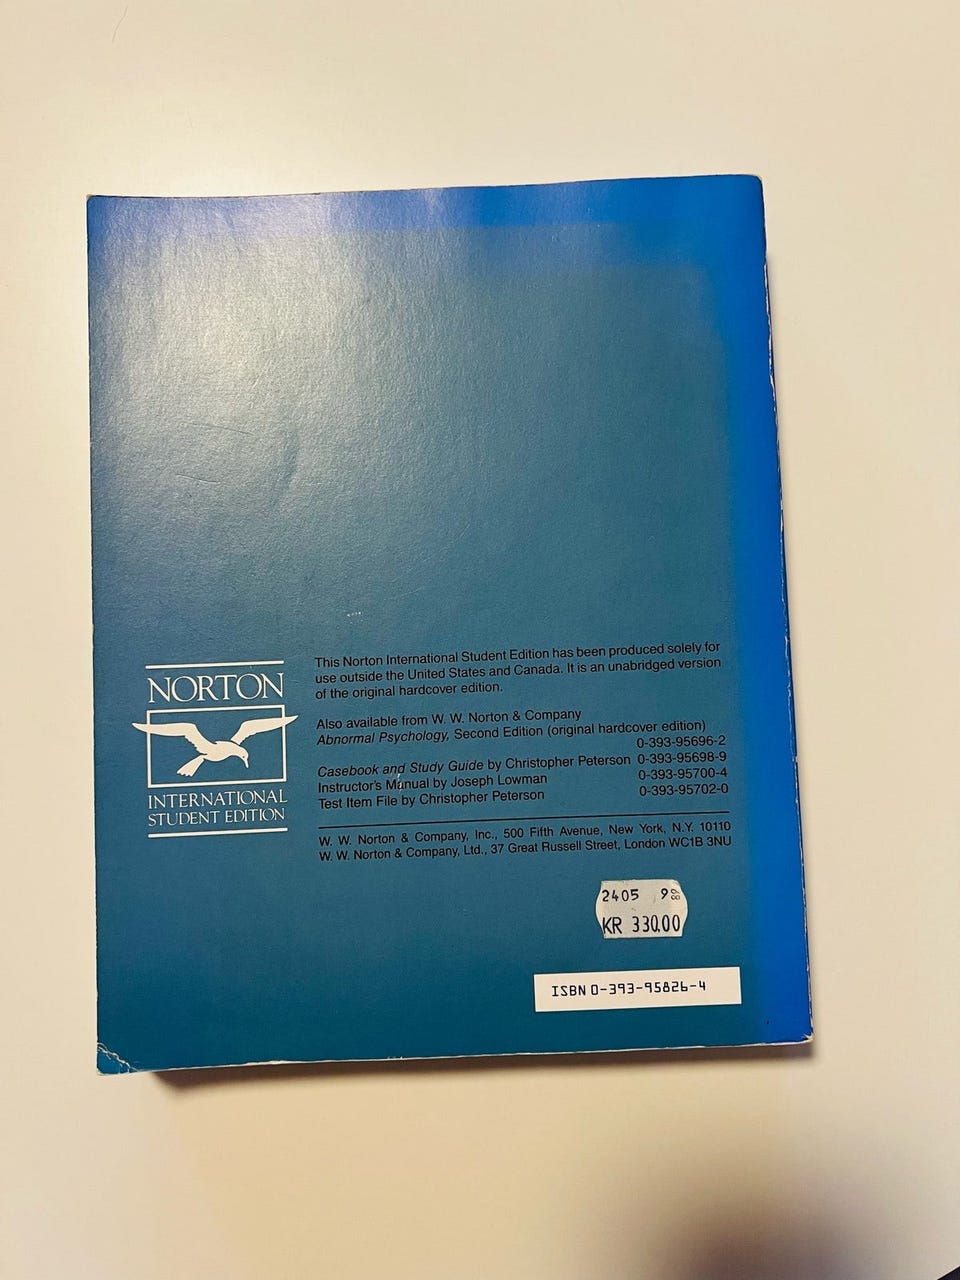 NORTON
INTERNATIONAL
STUDENT EDITION
This Norton International Student Edition has been produced solely for
use outside the United States and Canada. It is an unabridged version
of the original hardcover edition.
Also available from W. W. Norton & Company
Abnormal Psychology, Second Edition (original hardcover edition)
0-393-95696-2
Casebook and Study Guide by Christopher Peterson 0-393-95698-9
Instructor's Manual by Joseph Lowman 0-393-95700-4
Test Item File by Christopher Peterson 0-393-95702-0
W. W. Norton & Company, Inc., 500 Fifth Avenue, New York, N.Y. 10110
W. W. Norton & Company, Ltd., 37 Great Russell Street, London WC1B 3NU
2405 9
KR 330.00
ISBN 0-393-95826-4